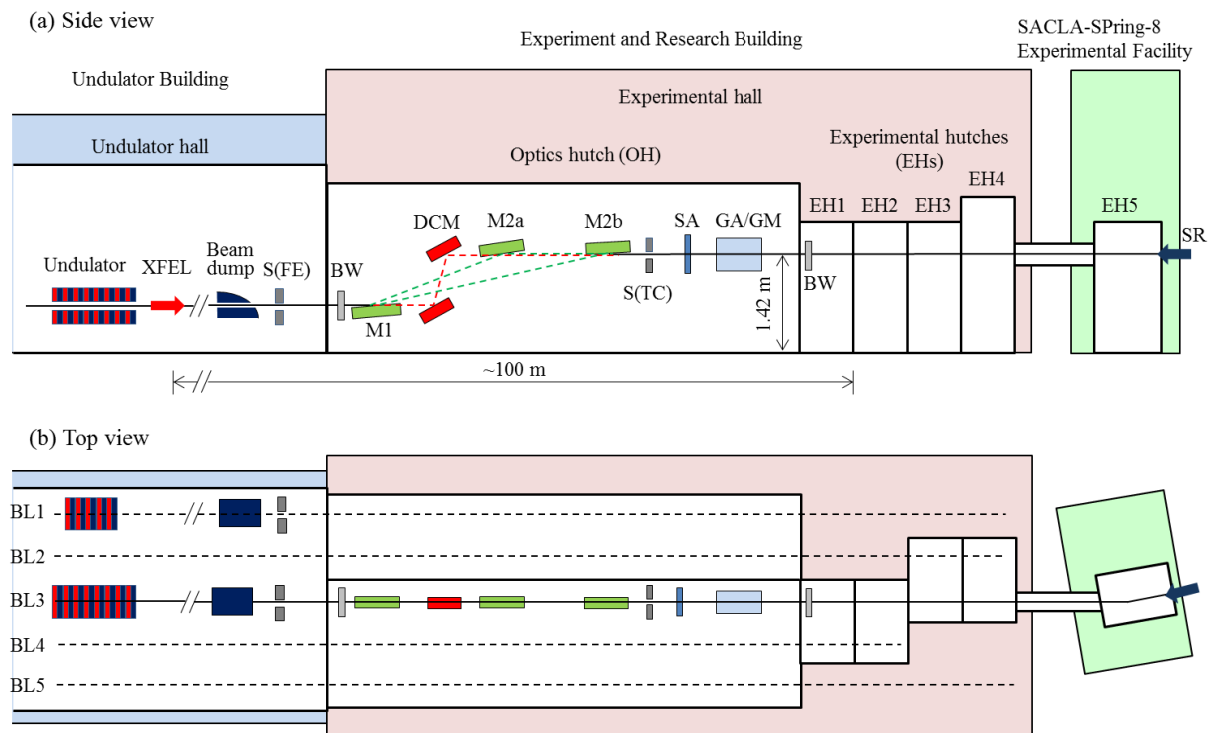 (a) Side view
Experiment and Research Building
SACLA-SPring-8
Experimental Facility
Undulator Building
Experimental hall
Undulator hall
Optics hutch (OH)
Experimental hutches
(EHs)
EH4
EH1
EH2
EH3
EH5
SR
DCM
M2a
M2b
SA
GA/GM
Undulator
XFEL
Beam
dump
S(FE)
BW
M1
S(TC)
1.42 m
BW
~100 m
(b) Top view
BL1
BL2
BL3
BL4
BL5